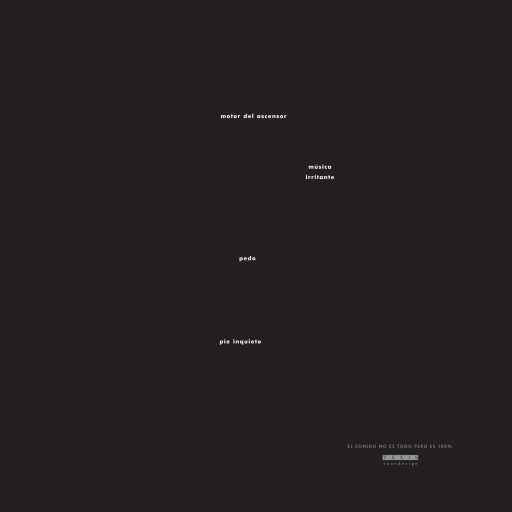 motor del ascensor
música
irritante
pedo
pie inquieto
EL SONIDO NO ES TODO PERO ES 100%.
soundesign